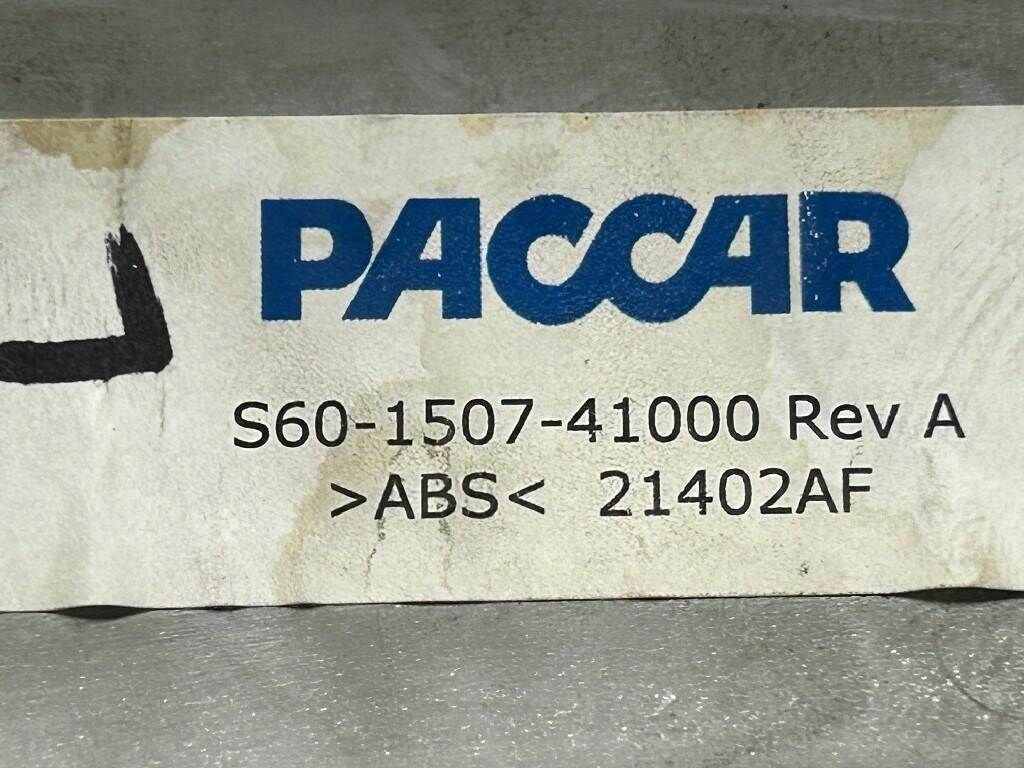 PACCAR
S60-1507-41000 Rev A
>ABS< 21402AF